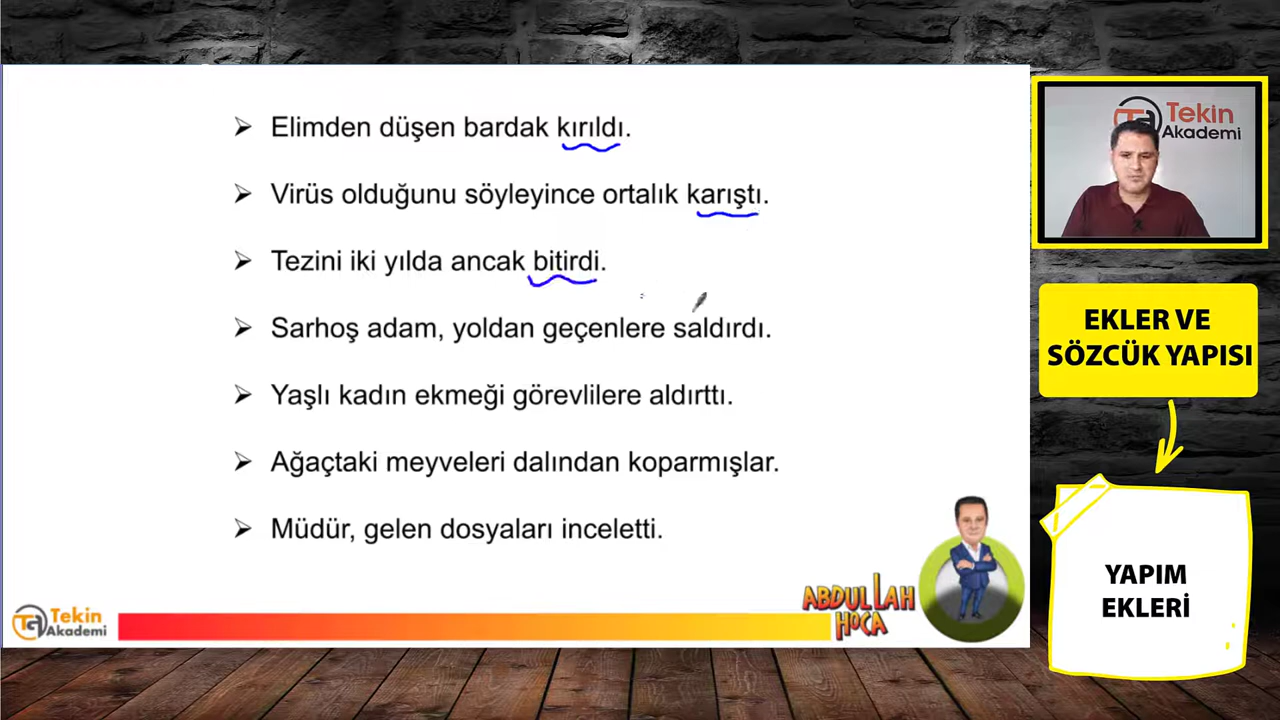 Elimden düşen bardak kırıldı.
Virüs olduğunu söyleyince ortalık karıştı.
Tezini iki yılda ancak bitirdi.
Sarhoş adam, yoldan geçenlere saldırdı.
Yaşlı kadın ekmeği görevlilere aldırttı.
Ağaçtaki meyveleri dalından koparmışlar.
Müdür, gelen dosyaları inceletti.
Tekin
Akademi
ABDULLAH
HOCA
Tekin
Akademi
EKLER VE
SÖZCÜK YAPISI
YAPIM
EKLERİ